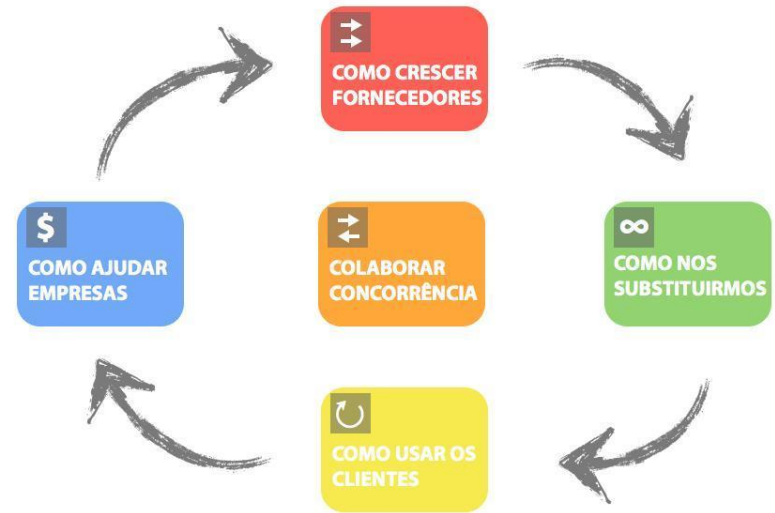 COMO CRESCER
FORNECEDORES
$
COMO AJUDAR
EMPRESAS
COLABORAR
CONCORRÊNCIA
∞
COMO NOS
SUBSTITUIRMOS
COMO USAR OS
CLIENTES